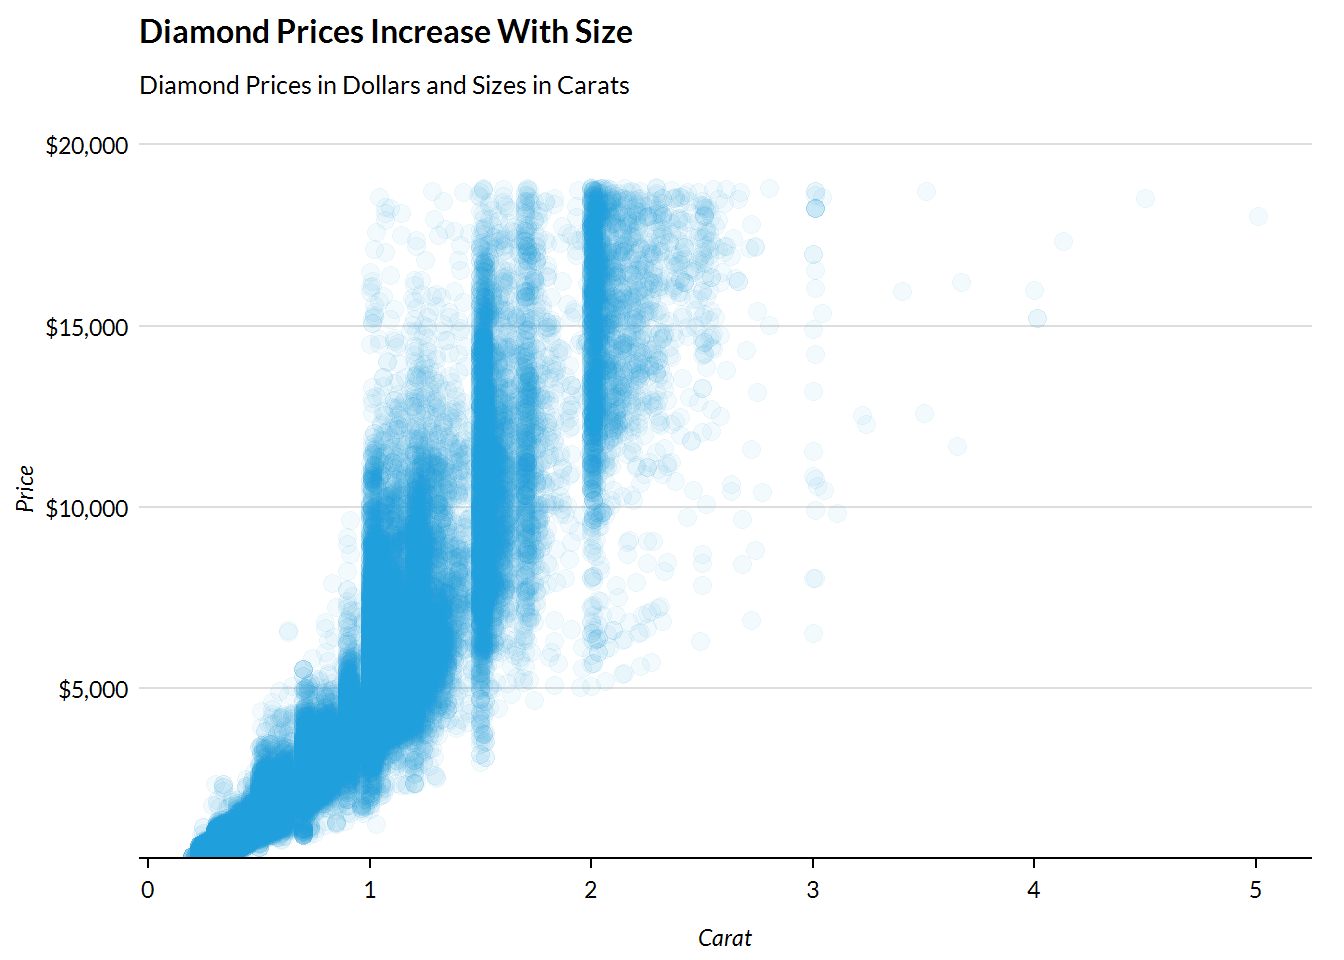 Diamond Prices Increase With Size
Diamond Prices in Dollars and Sizes in Carats
$20,000
$15,000
$10,000
$5,000
Price
0 1 2 3 4 5
Carat